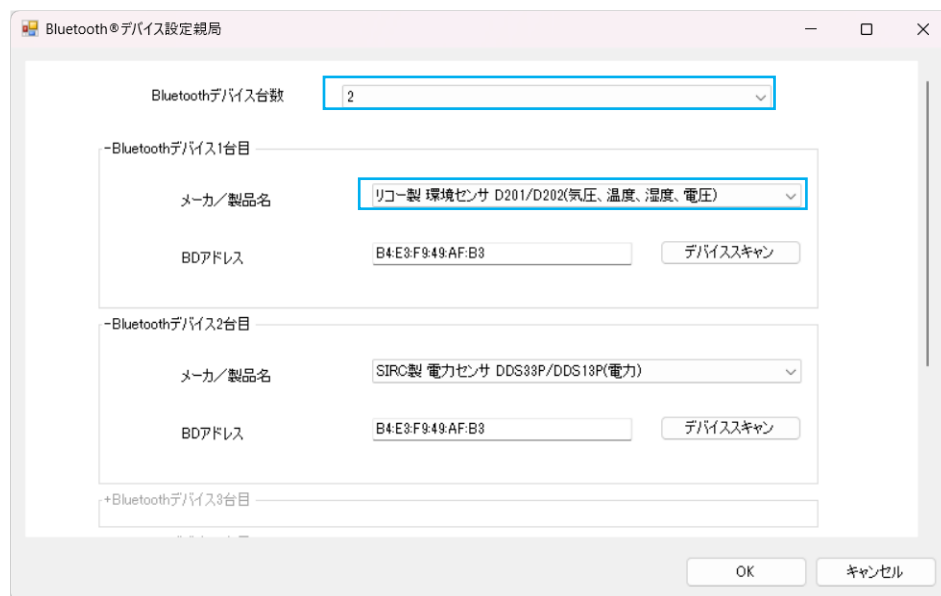 Bluetooth®デバイス設定親局
Bluetoothデバイス台数 2
-Bluetoothデバイス1台目
メーカ/製品名 リコー製 環境センサ D201/D202(気圧、温度、湿度、電圧)
BDアドレス B4:E3:F9:49:AF:B3 デバイススキャン
-Bluetoothデバイス2台目
メーカ/製品名 SIRC製 電力センサ DDS33P/DDS13P(電力)
BDアドレス B4:E3:F9:49:AF:B3 デバイススキャン
+Bluetoothデバイス3台目
OK キャンセル